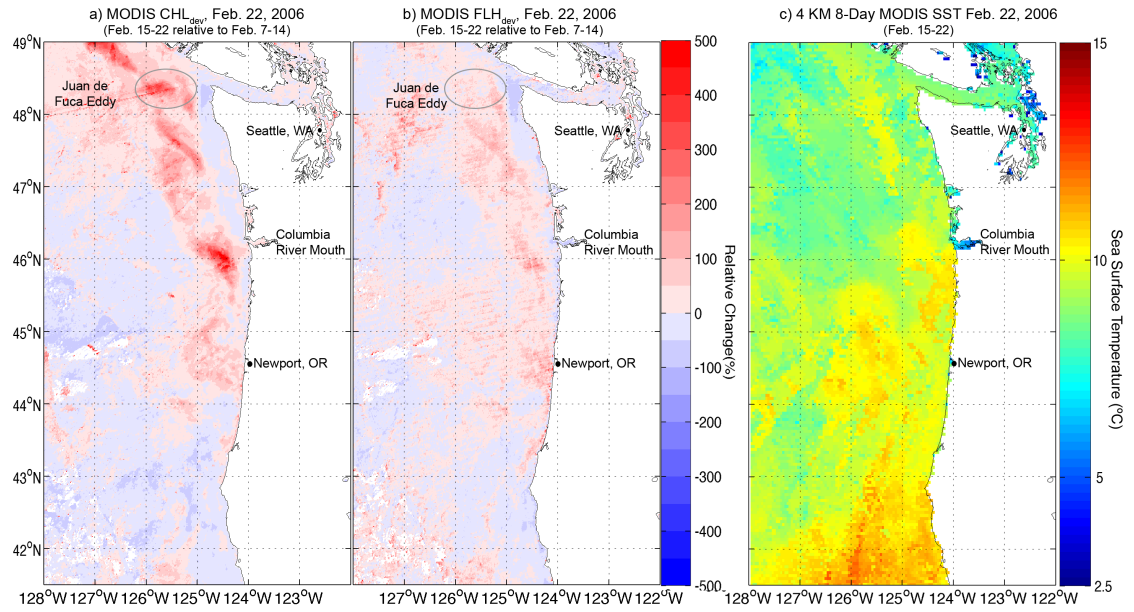 a) MODIS CHLdev, Feb. 22, 2006
(Feb. 15-22 relative to Feb. 7-14)
b) MODIS FLHdev, Feb. 22, 2006
(Feb. 15-22 relative to Feb. 7-14)
c) 4 KM 8-Day MODIS SST Feb. 22, 2006
(Feb. 15-22)
49°N
48°N
47°N
46°N
45°N
44°N
43°N
42°N
Juan de
Fuca Eddy
Seattle, WA
Columbia
River Mouth
Newport, OR
128°W 127°W 126°W 125°W 124°W 123°W
Juan de
Fuca Eddy
Seattle, WA
Columbia
River Mouth
Newport, OR
127°W 126°W 125°W 124°W 123°W 122°W
500
400
300
200
100
0
-100
-200
-300
-400
-500
Relative Change(%)
Seattle, WA
Columbia
River Mouth
Newport, OR
128°W 127°W 126°W 125°W 124°W 123°W 122°W
15
10
5
2.5
Sea Surface Temperature (°C)